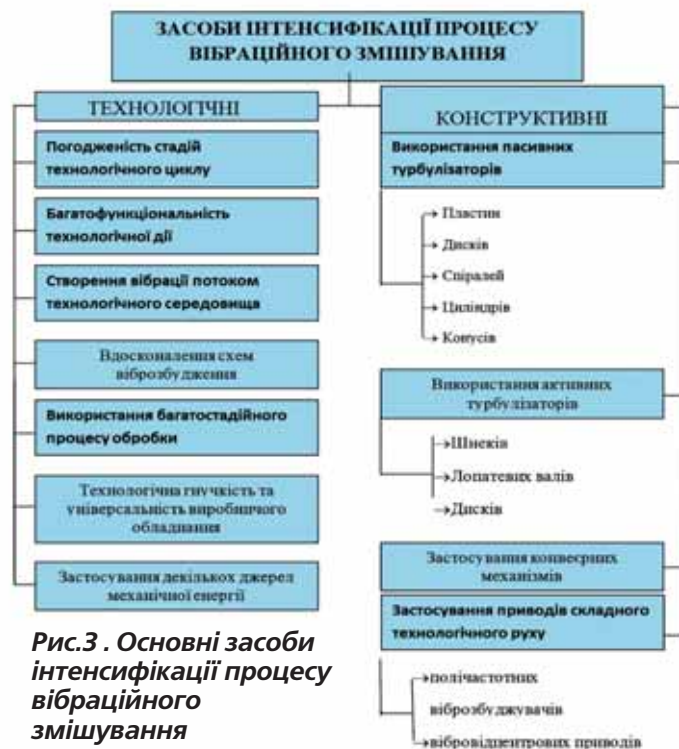 ЗАСОБИ ІНТЕНСИФІКАЦІЇ ПРОЦЕСУ
ВІБРАЦІЙНОГО ЗМІШУВАННЯ
ТЕХНОЛОГІЧНІ
Погодженість стадій
технологічного циклу
Багатофункціональність
технологічної дії
Створення вібрації потоком
технологічного середовища
Вдосконалення схем
віброзбудження
Використання багатостадійного
процесу обробки
Технологічна гнучкість та
універсальність виробничого
обладнання
Застосування декількох джерел
механічної енергії
КОНСТРУКТИВНІ
Використання пасивних
турбулізаторів
Пластин
Дисків
Спіралей
Циліндрів
Конусів
Використання активних
турбулізаторів
Шнеків
Лопатевих валів
Дисків
Застосування конвеєрних
механізмів
Застосування приводів складного
технологічного руху
полічастотних
віброзбуджувачів
вібровідцентрових приводів
Рис.3 . Основні засоби
інтенсифікації процесу
вібраційного
змішування